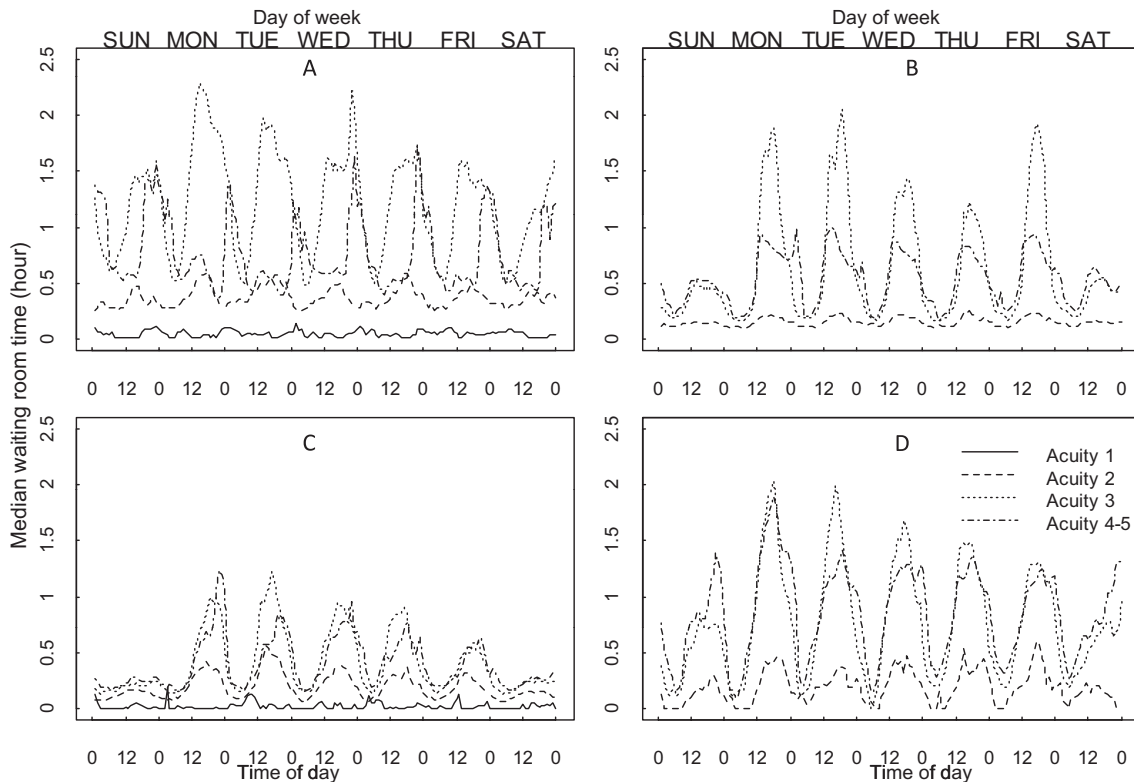 Day of week
SUN MON TUE WED THU FRI SAT
A
2.5
2
1.5
1
0.5
0
0 12 0 12 0 12 0 12 0 12 0 12 0 12 0
Day of week
SUN MON TUE WED THU FRI SAT
B
2.5
2
1.5
1
0.5
0
0 12 0 12 0 12 0 12 0 12 0 12 0 12 0
Median waiting room time (hour)
C
2.5
2
1.5
1
0.5
0
0 12 0 12 0 12 0 12 0 12 0 12 0 12 0
Time of day
D
Acuity 1
Acuity 2
Acuity 3
Acuity 4-5
2.5
2
1.5
1
0.5
0
0 12 0 12 0 12 0 12 0 12 0 12 0 12 0
Time of day